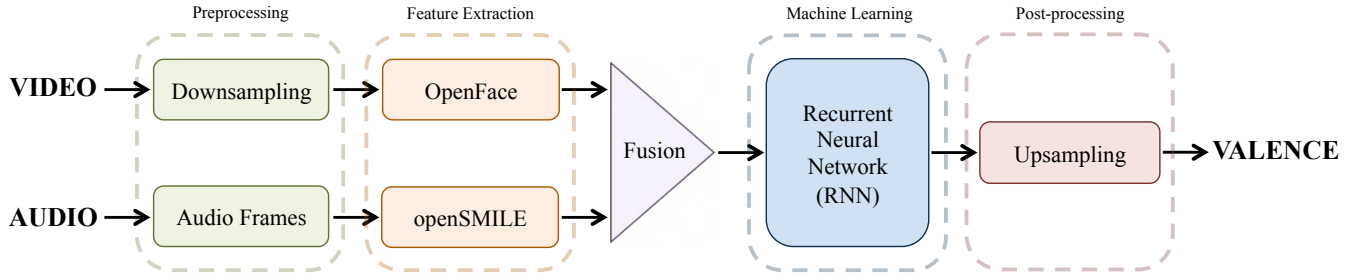 Preprocessing
Feature Extraction
Machine Learning
Post-processing
VIDEO
Downsampling
OpenFace
Fusion
Recurrent
Neural
Network
(RNN)
Upsampling
VALENCE
AUDIO
Audio Frames
openSMILE